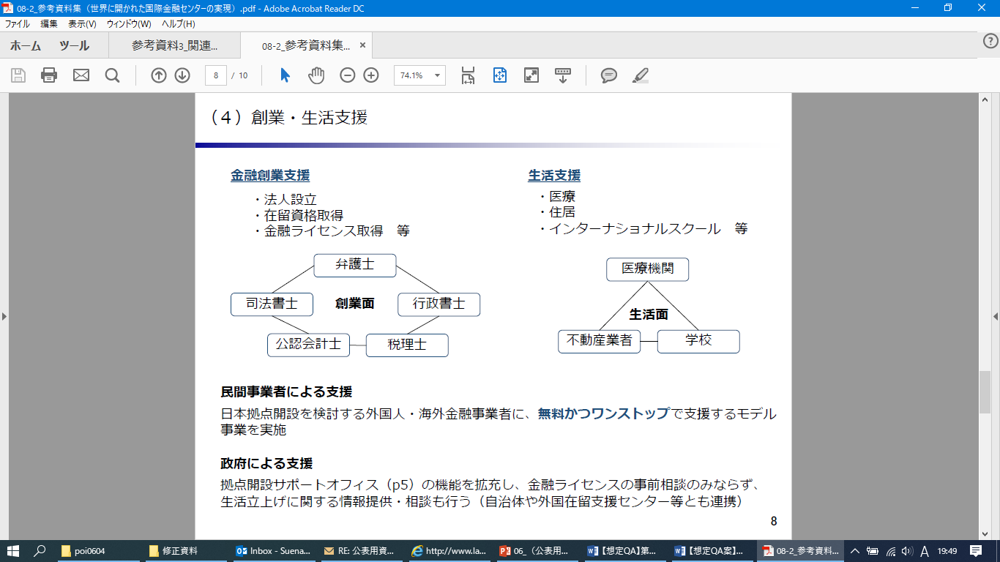 08-2_参考資料集（世界に開かれた国際金融センターの実現）.pdf - Adobe Acrobat Reader DC
ファイル 編集 表示(V) ウィンドウ(W) ヘルプ(H)
ホーム ツール 参考資料3_関連... 08-2_参考資料集... ×
8 / 10 74.1%
（４）創業・生活支援
金融創業支援
・法人設立
・在留資格取得
・金融ライセンス取得　等
生活支援
・医療
・住居
・インターナショナルスクール　等
弁護士
司法書士 創業面 行政書士
公認会計士 税理士
医療機関
生活面
不動産業者 学校
民間事業者による支援
日本拠点開設を検討する外国人・海外金融事業者に、無料かつワンストップで支援するモデル
事業を実施
政府による支援
拠点開設サポートオフィス（p5）の機能を拡充し、金融ライセンスの事前相談のみならず、
生活立上げに関する情報提供・相談も行う（自治体や外国在留支援センター等とも連携）
8
poi0604 修正資料 Inbox - Suena... RE: 公表用資... http://www.la... 06_（公表用... 【想定QA】第... 【想定QA案】... 08-2_参考資料... A 19:49